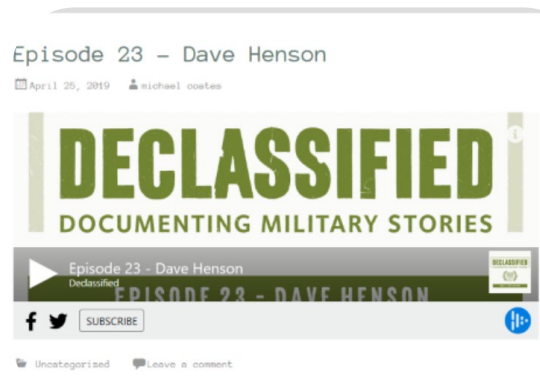 Episode 23 – Dave Henson
April 25, 2019 michael coates
DECLASSIFIED
DOCUMENTING MILITARY STORIES
Episode 23 - Dave Henson
Declassified
DECLASSIFIED
EPISODE 23 - DAVE HENSON
SUBSCRIBE
Uncategorized Leave a comment